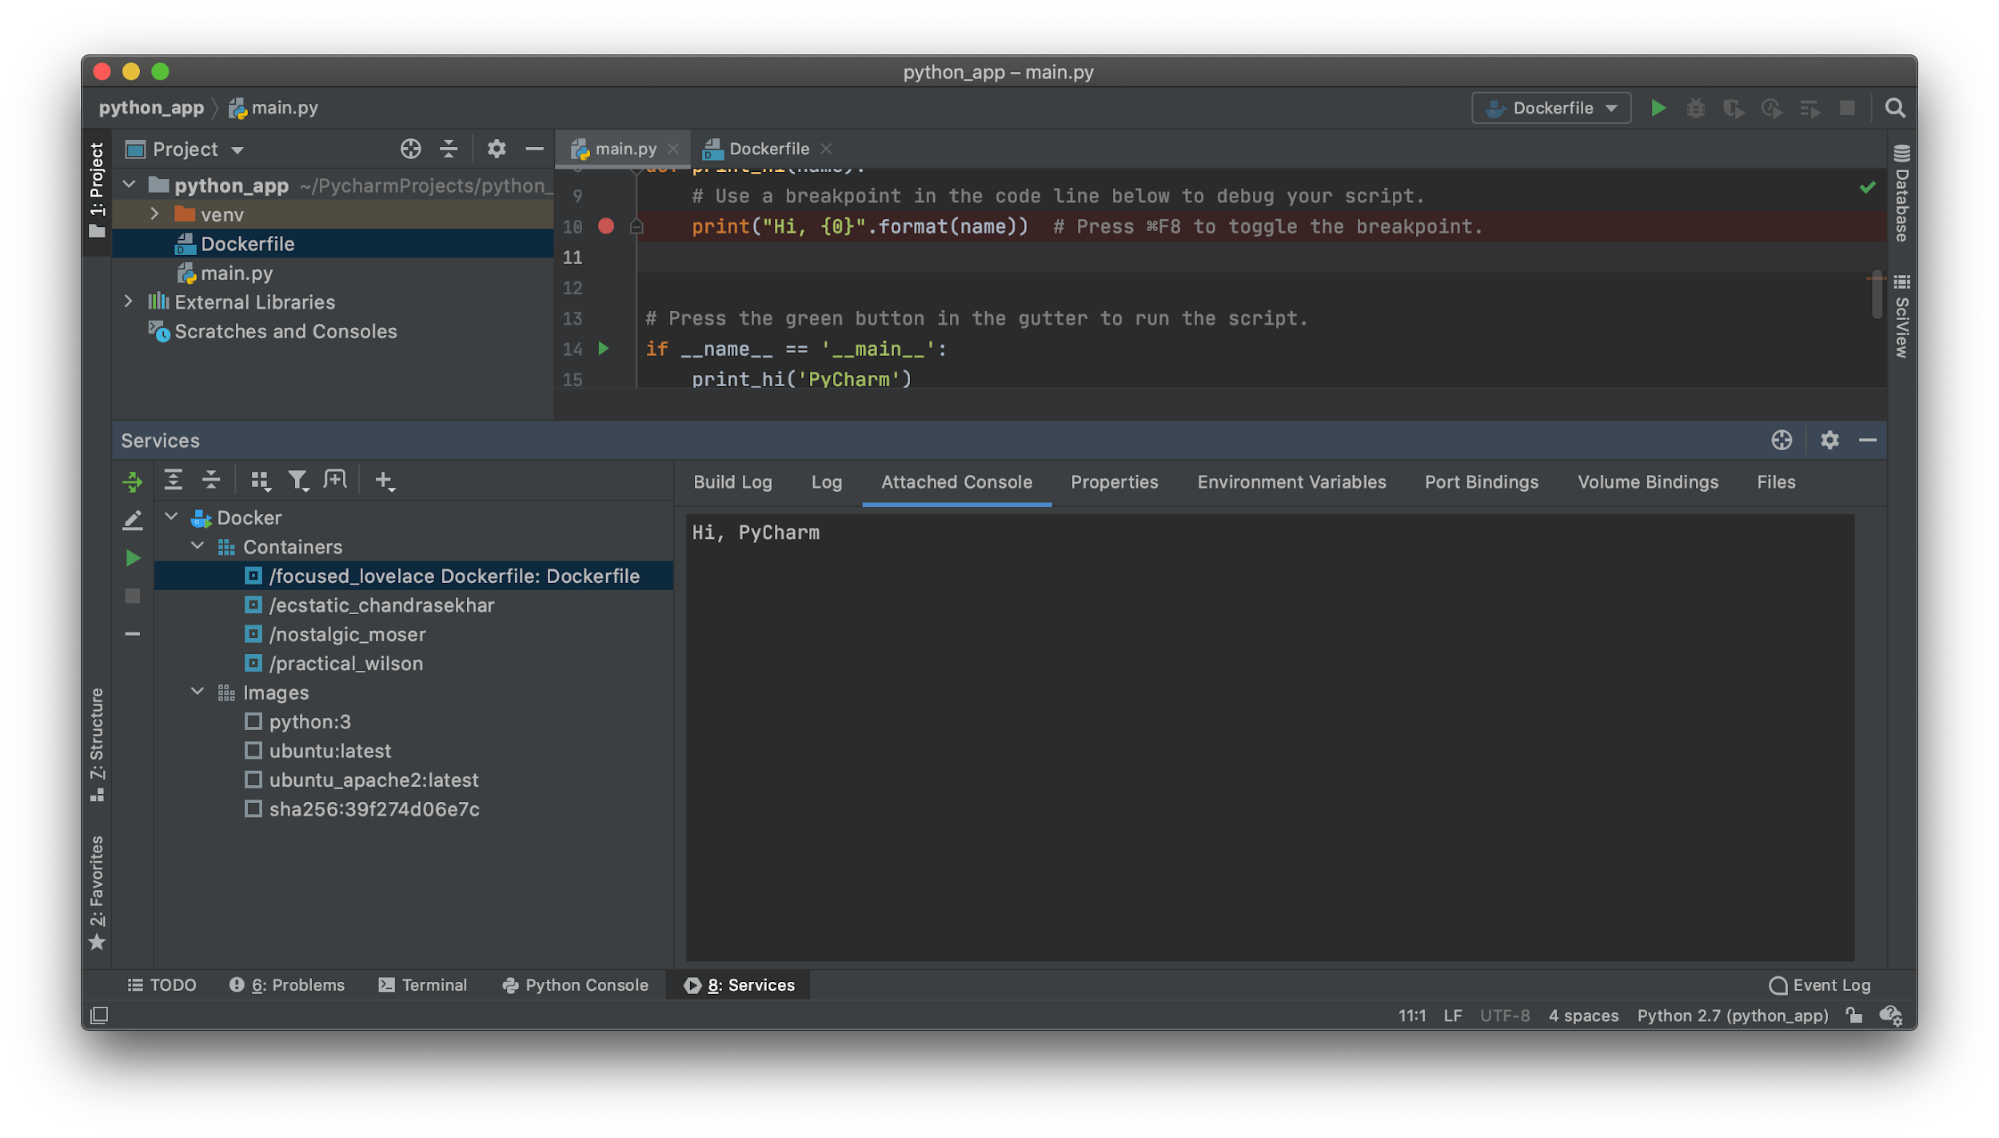 python_app – main.py
python_app main.py
Dockerfile
1: Project
Project
python_app ~/PycharmProjects/python_
venv
Dockerfile
main.py
External Libraries
Scratches and Consoles
main.py
Dockerfile
def print_hi(name):
9 # Use a breakpoint in the code line below to debug your script.
10 print("Hi, {0}".format(name)) # Press ⌘F8 to toggle the breakpoint.
11
12
13 # Press the green button in the gutter to run the script.
14 if __name__ == '__main__':
15 print_hi('PyCharm')
Database
SciView
Services
Docker
Containers
/focused_lovelace Dockerfile: Dockerfile
/ecstatic_chandrasekhar
/nostalgic_moser
/practical_wilson
Images
python:3
ubuntu:latest
ubuntu_apache2:latest
sha256:39f274d06e7c
Build Log Log Attached Console Properties Environment Variables Port Bindings Volume Bindings Files
Hi, PyCharm
Z: Structure
2: Favorites
TODO 6: Problems Terminal Python Console 8: Services Event Log
11:1 LF UTF-8 4 spaces Python 2.7 (python_app)